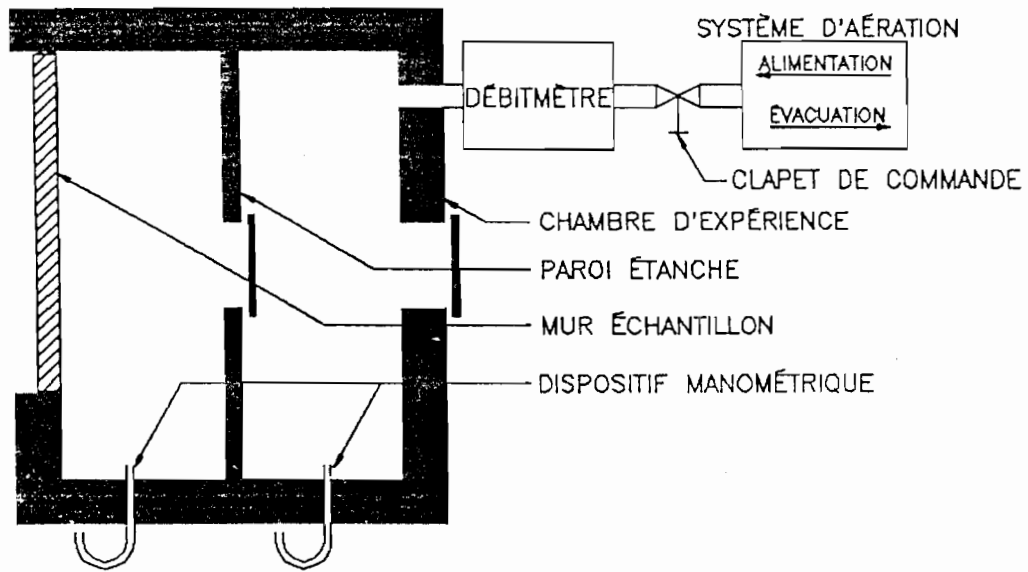 SYSTÈME D'AÉRATION
ALIMENTATION
DÉBITMÈTRE
ÉVACUATION
CLAPET DE COMMANDE
CHAMBRE D'EXPÉRIENCE
PAROI ÉTANCHE
MUR ÉCHANTILLON
DISPOSITIF MANOMÉTRIQUE